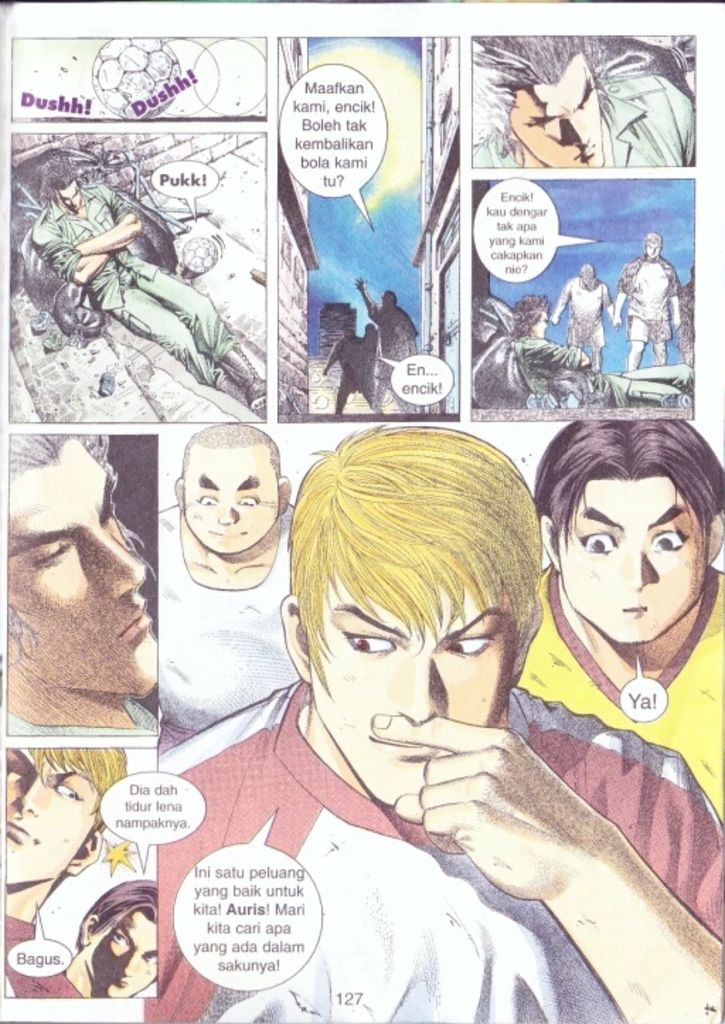 Dushh!
Dushh!
Pukk!
Maafkan
kami, encik!
Boleh tak
kembalikan
bola kami
tu?
En...
encik!
Encik!
kau dengar
tak apa
yang kami
cakapkan
nie?
Ya!
Ini satu peluang
yang baik untuk
kita! Auris! Mari
kita cari apa
yang ada dalam
sakunya!
Dia dah
tidur lena
nampaknya.
Bagus.
127